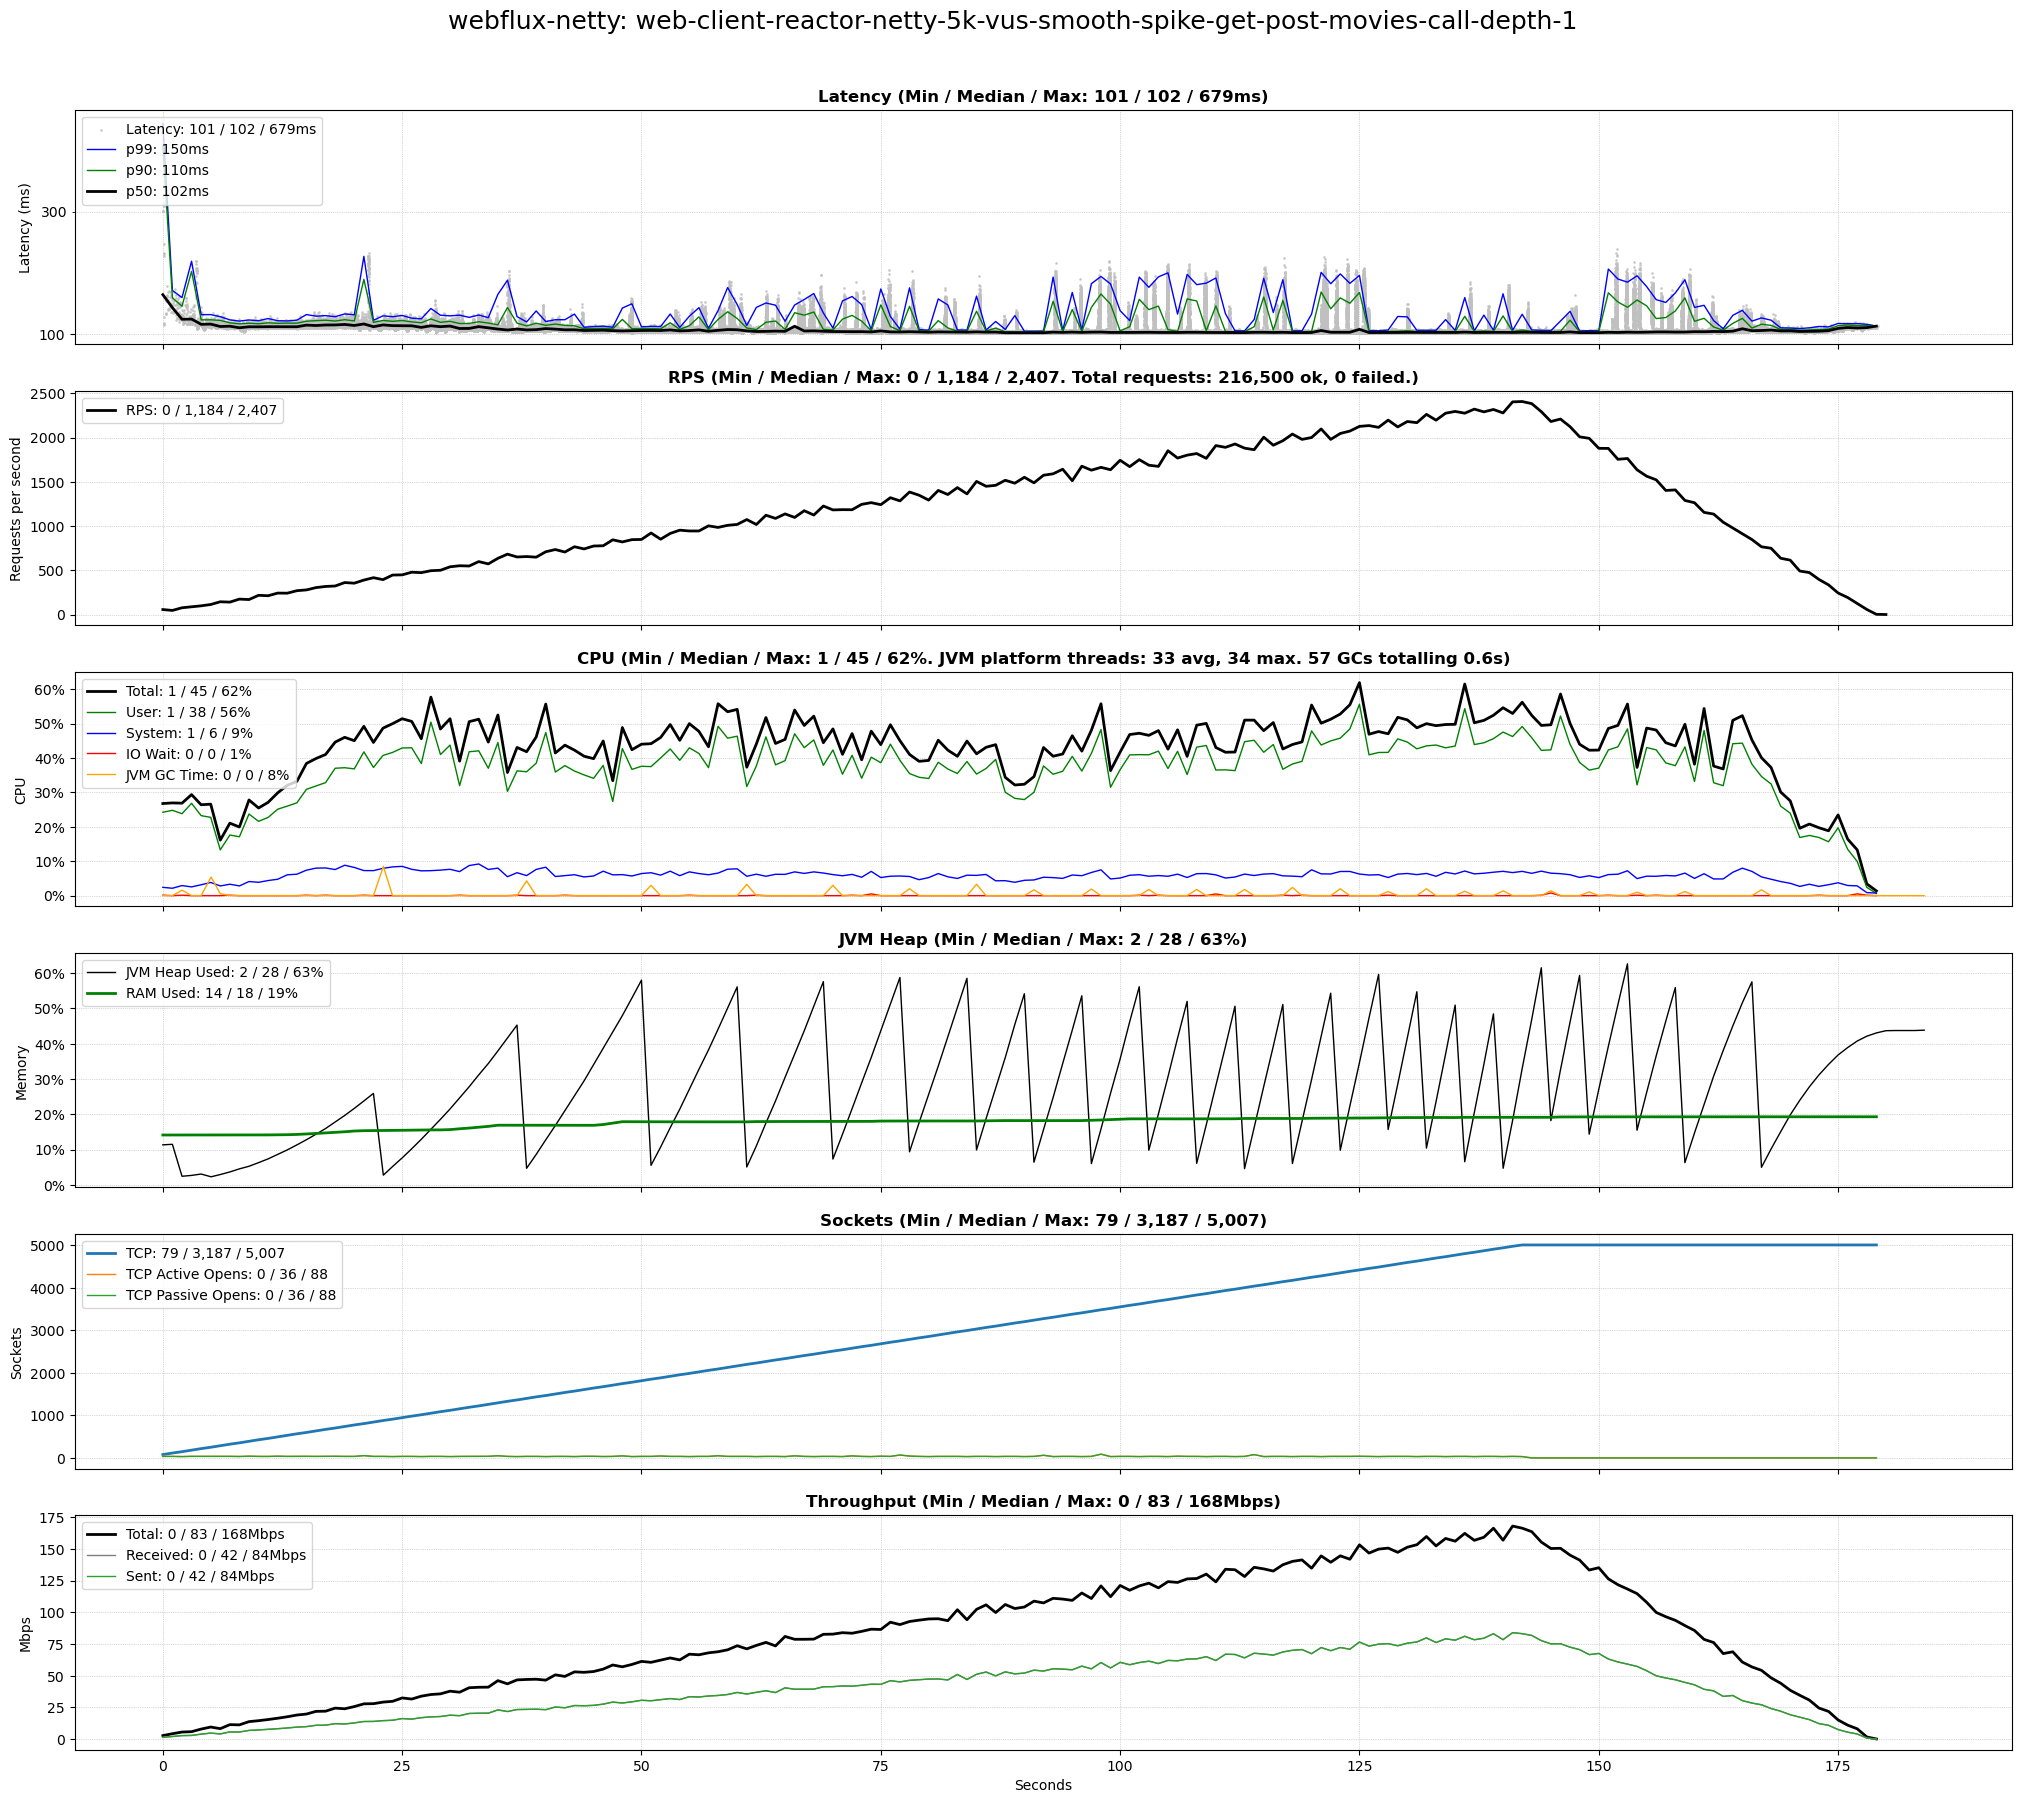 webflux-netty: web-client-reactor-netty-5k-vus-smooth-spike-get-post-movies-call-depth-1
Latency (Min / Median / Max: 101 / 102 / 679ms)
Latency: 101 / 102 / 679ms
p99: 150ms
p90: 110ms
p50: 102ms
Latency (ms)
300
100
RPS (Min / Median / Max: 0 / 1,184 / 2,407. Total requests: 216,500 ok, 0 failed.)
RPS: 0 / 1,184 / 2,407
Requests per second
2500
2000
1500
1000
500
0
CPU (Min / Median / Max: 1 / 45 / 62%. JVM platform threads: 33 avg, 34 max. 57 GCs totalling 0.6s)
Total: 1 / 45 / 62%
User: 1 / 38 / 56%
System: 1 / 6 / 9%
IO Wait: 0 / 0 / 1%
JVM GC Time: 0 / 0 / 8%
CPU
60%
50%
40%
30%
20%
10%
0%
JVM Heap (Min / Median / Max: 2 / 28 / 63%)
JVM Heap Used: 2 / 28 / 63%
RAM Used: 14 / 18 / 19%
Memory
60%
50%
40%
30%
20%
10%
0%
Sockets (Min / Median / Max: 79 / 3,187 / 5,007)
TCP: 79 / 3,187 / 5,007
TCP Active Opens: 0 / 36 / 88
TCP Passive Opens: 0 / 36 / 88
Sockets
5000
4000
3000
2000
1000
0
Throughput (Min / Median / Max: 0 / 83 / 168Mbps)
Total: 0 / 83 / 168Mbps
Received: 0 / 42 / 84Mbps
Sent: 0 / 42 / 84Mbps
Mbps
175
150
125
100
75
50
25
0
0 25 50 75 100 125 150 175
Seconds